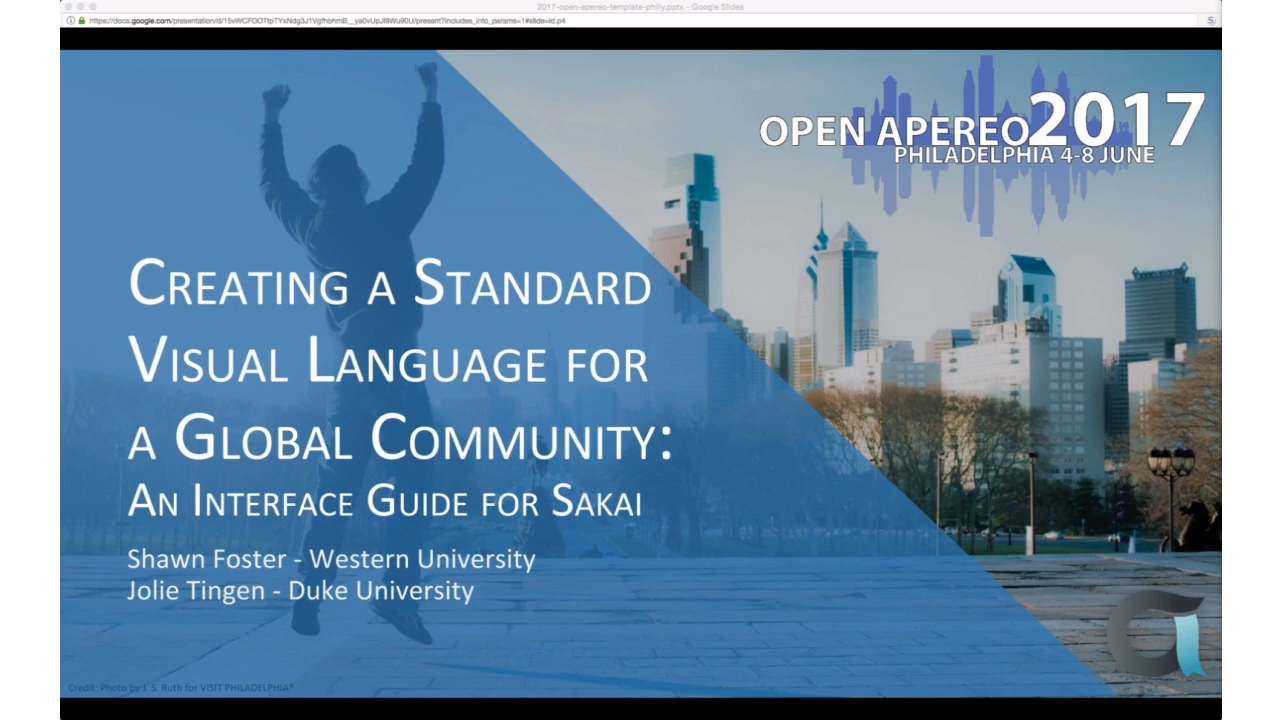 2017-open-apereo-template-philly.pptx - Google Slides
OPEN APEREO 2017
PHILADELPHIA 4-8 JUNE
CREATING A STANDARD
VISUAL LANGUAGE FOR
A GLOBAL COMMUNITY:
AN INTERFACE GUIDE FOR SAKAI
Shawn Foster - Western University
Jolie Tingen - Duke University
Credit: Photo by J. S. Ruth for VISIT PHILADELPHIA®